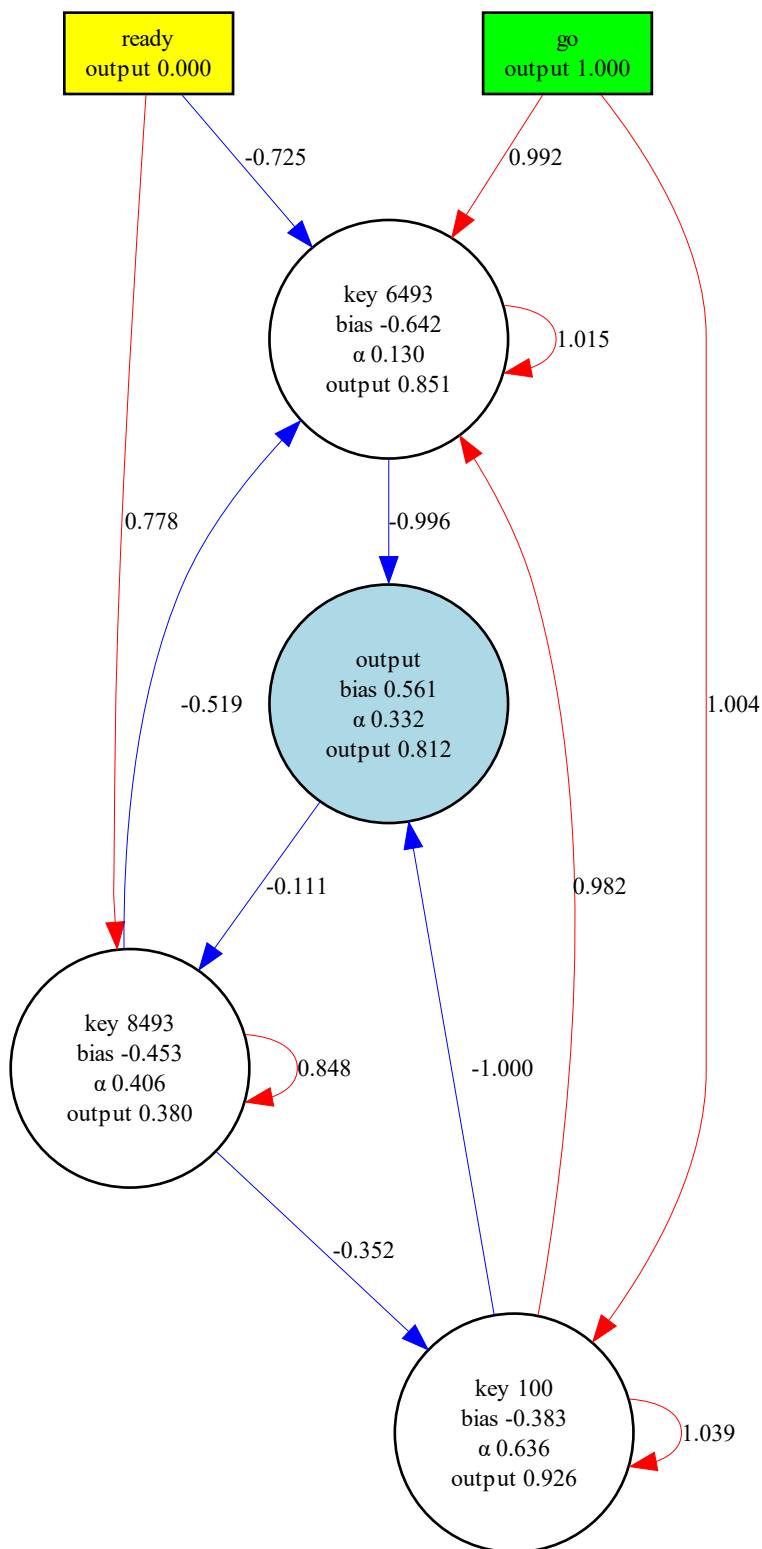 ready
output 0.000
go
output 1.000
-0.725
0.992
key 6493
bias -0.642
α 0.130
output 0.851
1.015
0.778
-0.996
output
bias 0.561
α 0.332
output 0.812
-0.519
1.004
-0.111
0.982
key 8493
bias -0.453
α 0.406
output 0.380
0.848
-1.000
-0.352
key 100
bias -0.383
α 0.636
output 0.926
1.039